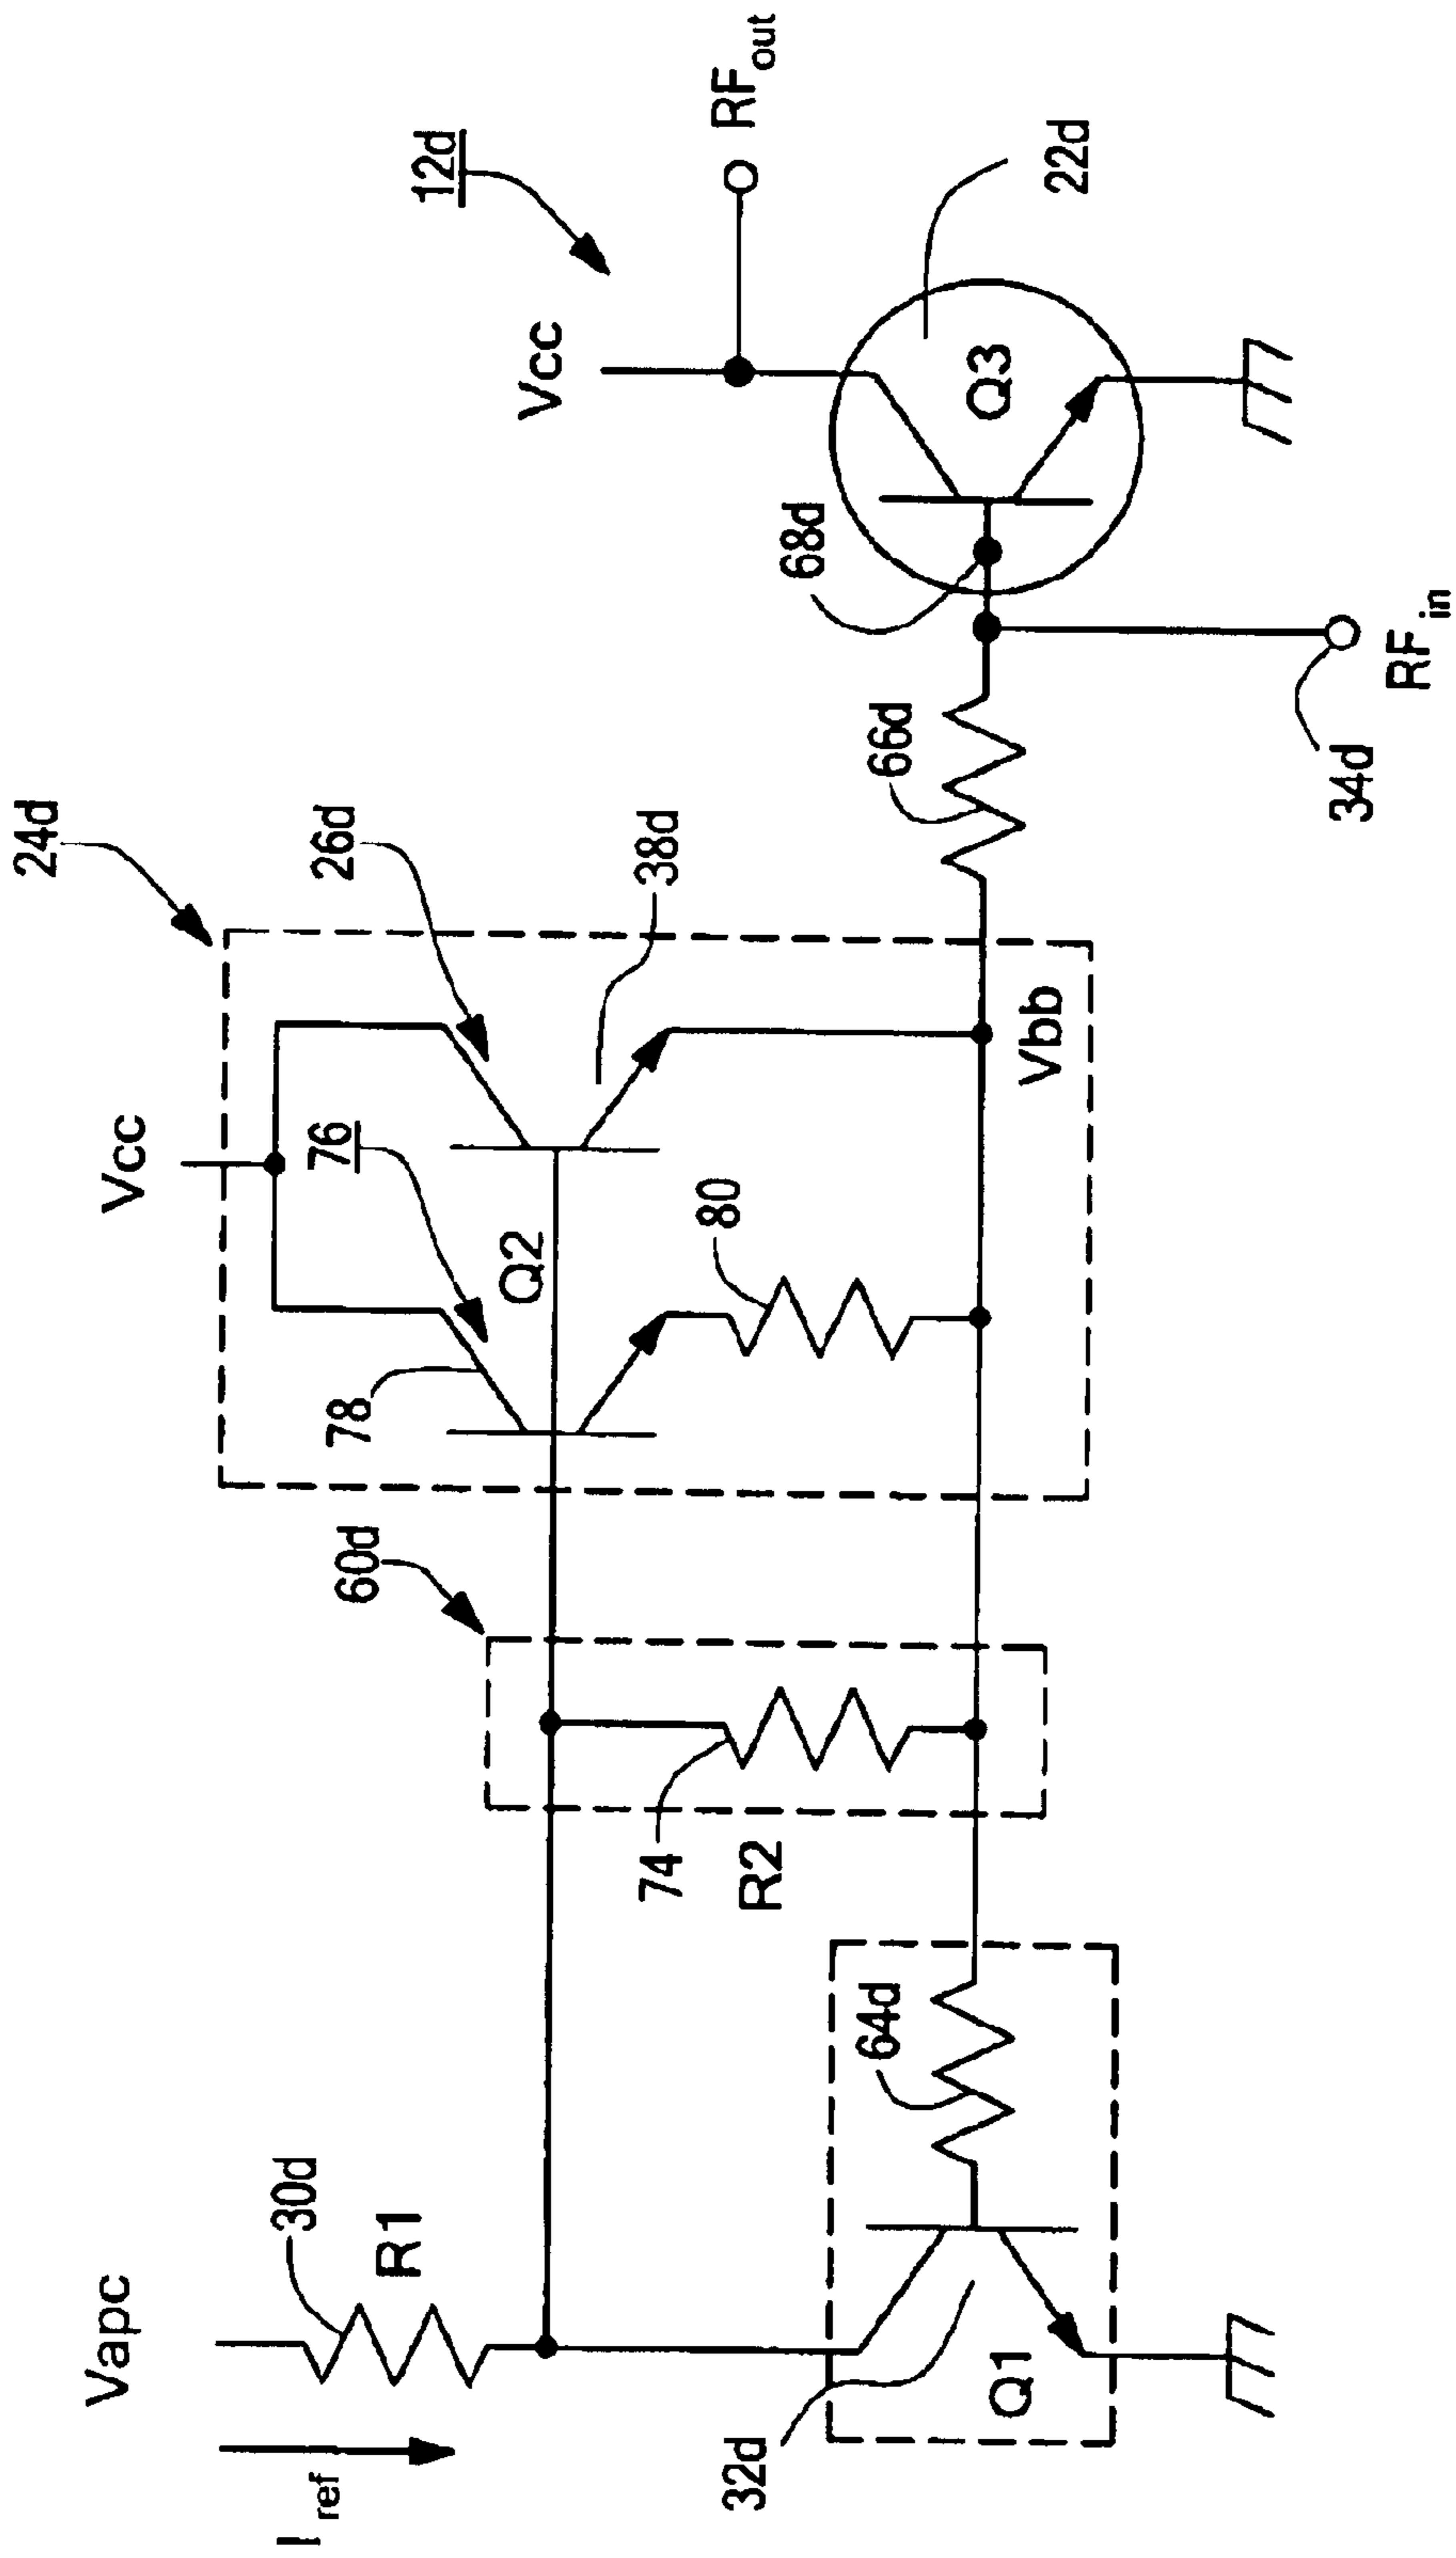 12d
24d
Vcc
Vcc
RFout
26d
76
38d
78
Q2
80
Vbb
60d
74
R2
Vapc
Iref
30d
R1
32d
Q1
64d
66d
68d
Q3
22d
34d
RFin